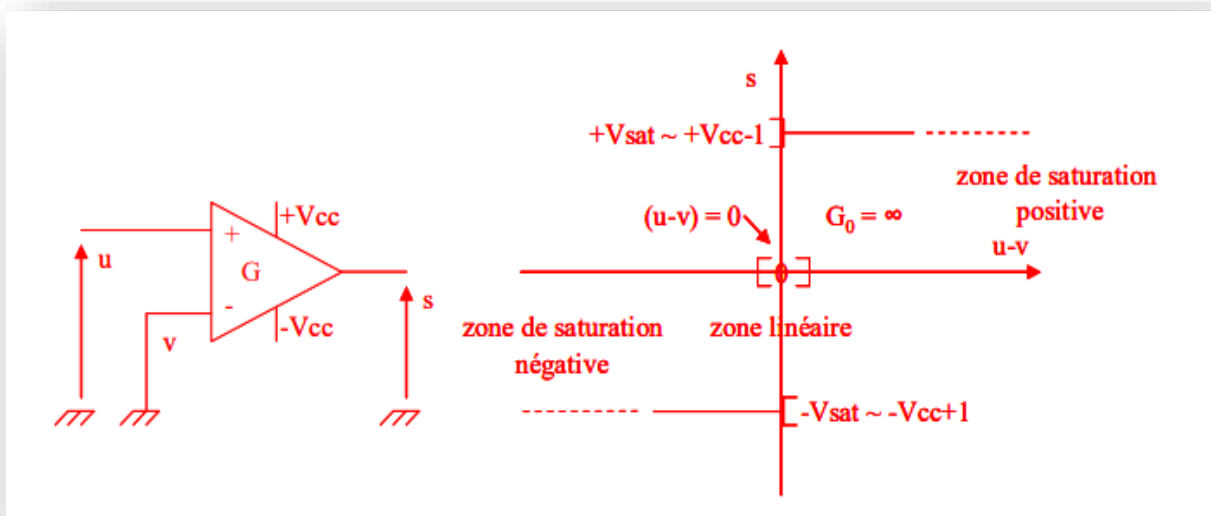 +Vcc
u
+
G
-
v
-Vcc
s
s
+Vsat ~ +Vcc-1
zone de saturation
positive
(u-v) = 0
G₀ = ∞
u-v
0
zone de saturation
négative
zone linéaire
-Vsat ~ -Vcc+1